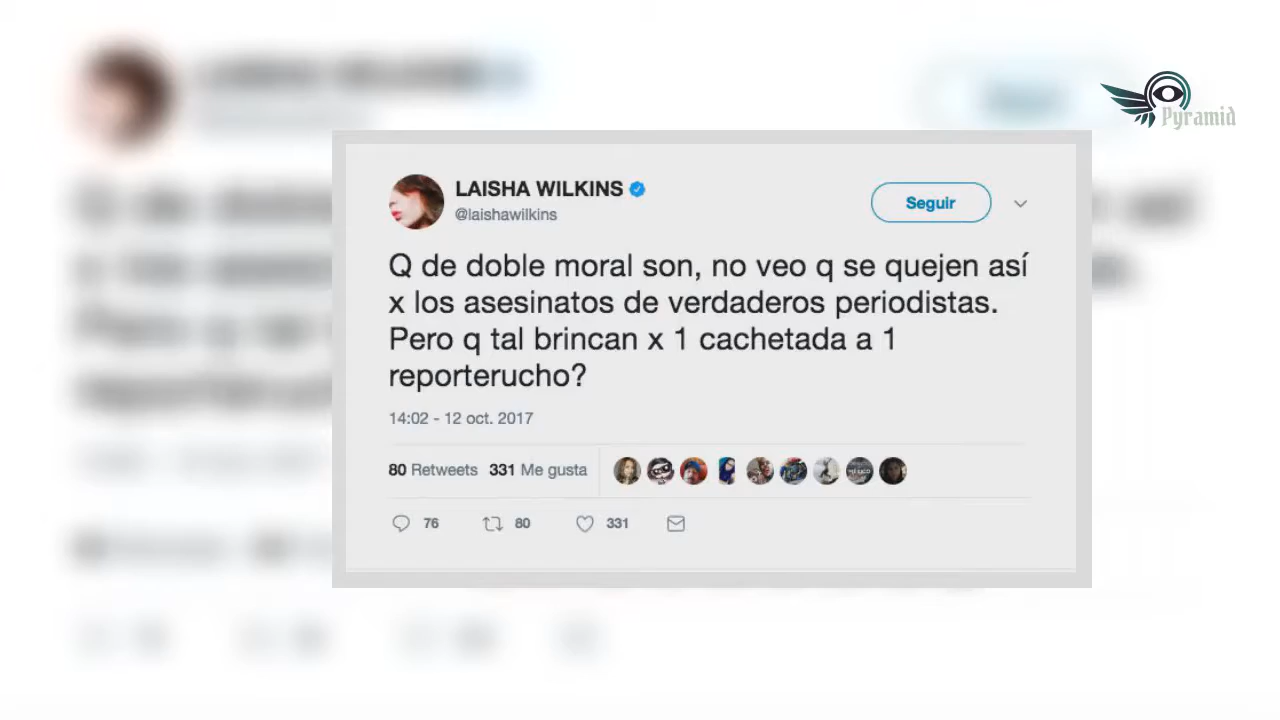 Pyramid
LAISHA WILKINS
@laishawilkins
Seguir
Q de doble moral son, no veo q se quejen así
x los asesinatos de verdaderos periodistas.
Pero q tal brincan x 1 cachetada a 1
reporterucho?
14:02 - 12 oct. 2017
80 Retweets 331 Me gusta
76 80 331